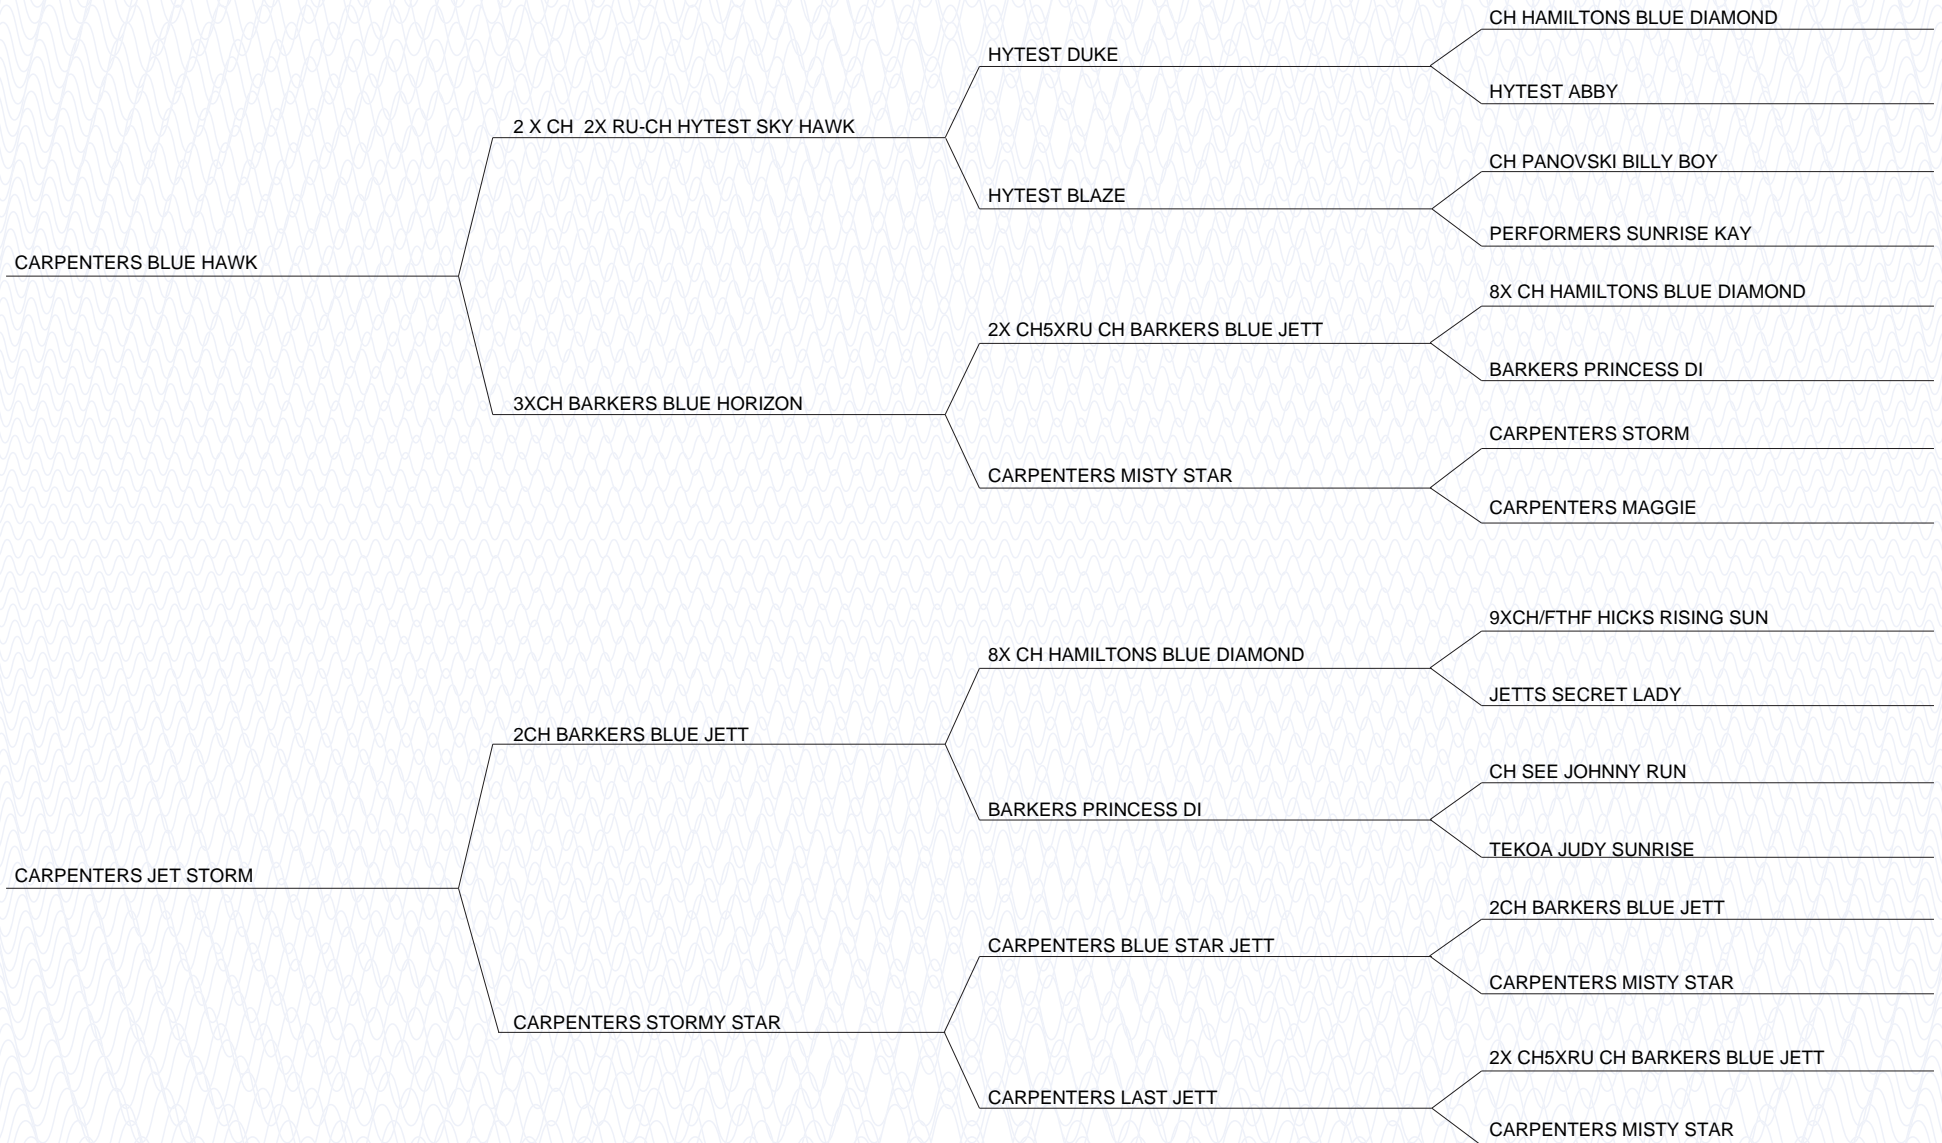 CH HAMILTONS BLUE DIAMOND
HYTEST DUKE
HYTEST ABBY
2 X CH  2X RU-CH HYTEST SKY HAWK
CH PANOVSKI BILLY BOY
HYTEST BLAZE
PERFORMERS SUNRISE KAY
CARPENTERS BLUE HAWK
8X CH HAMILTONS BLUE DIAMOND
2X CH5XRU CH BARKERS BLUE JETT
BARKERS PRINCESS DI
3XCH BARKERS BLUE HORIZON
CARPENTERS STORM
CARPENTERS MISTY STAR
CARPENTERS MAGGIE
9XCH/FTHF HICKS RISING SUN
8X CH HAMILTONS BLUE DIAMOND
JETTS SECRET LADY
2CH BARKERS BLUE JETT
CH SEE JOHNNY RUN
BARKERS PRINCESS DI
TEKOA JUDY SUNRISE
CARPENTERS JET STORM
2CH BARKERS BLUE JETT
CARPENTERS BLUE STAR JETT
CARPENTERS MISTY STAR
CARPENTERS STORMY STAR
2X CH5XRU CH BARKERS BLUE JETT
CARPENTERS LAST JETT
CARPENTERS MISTY STAR